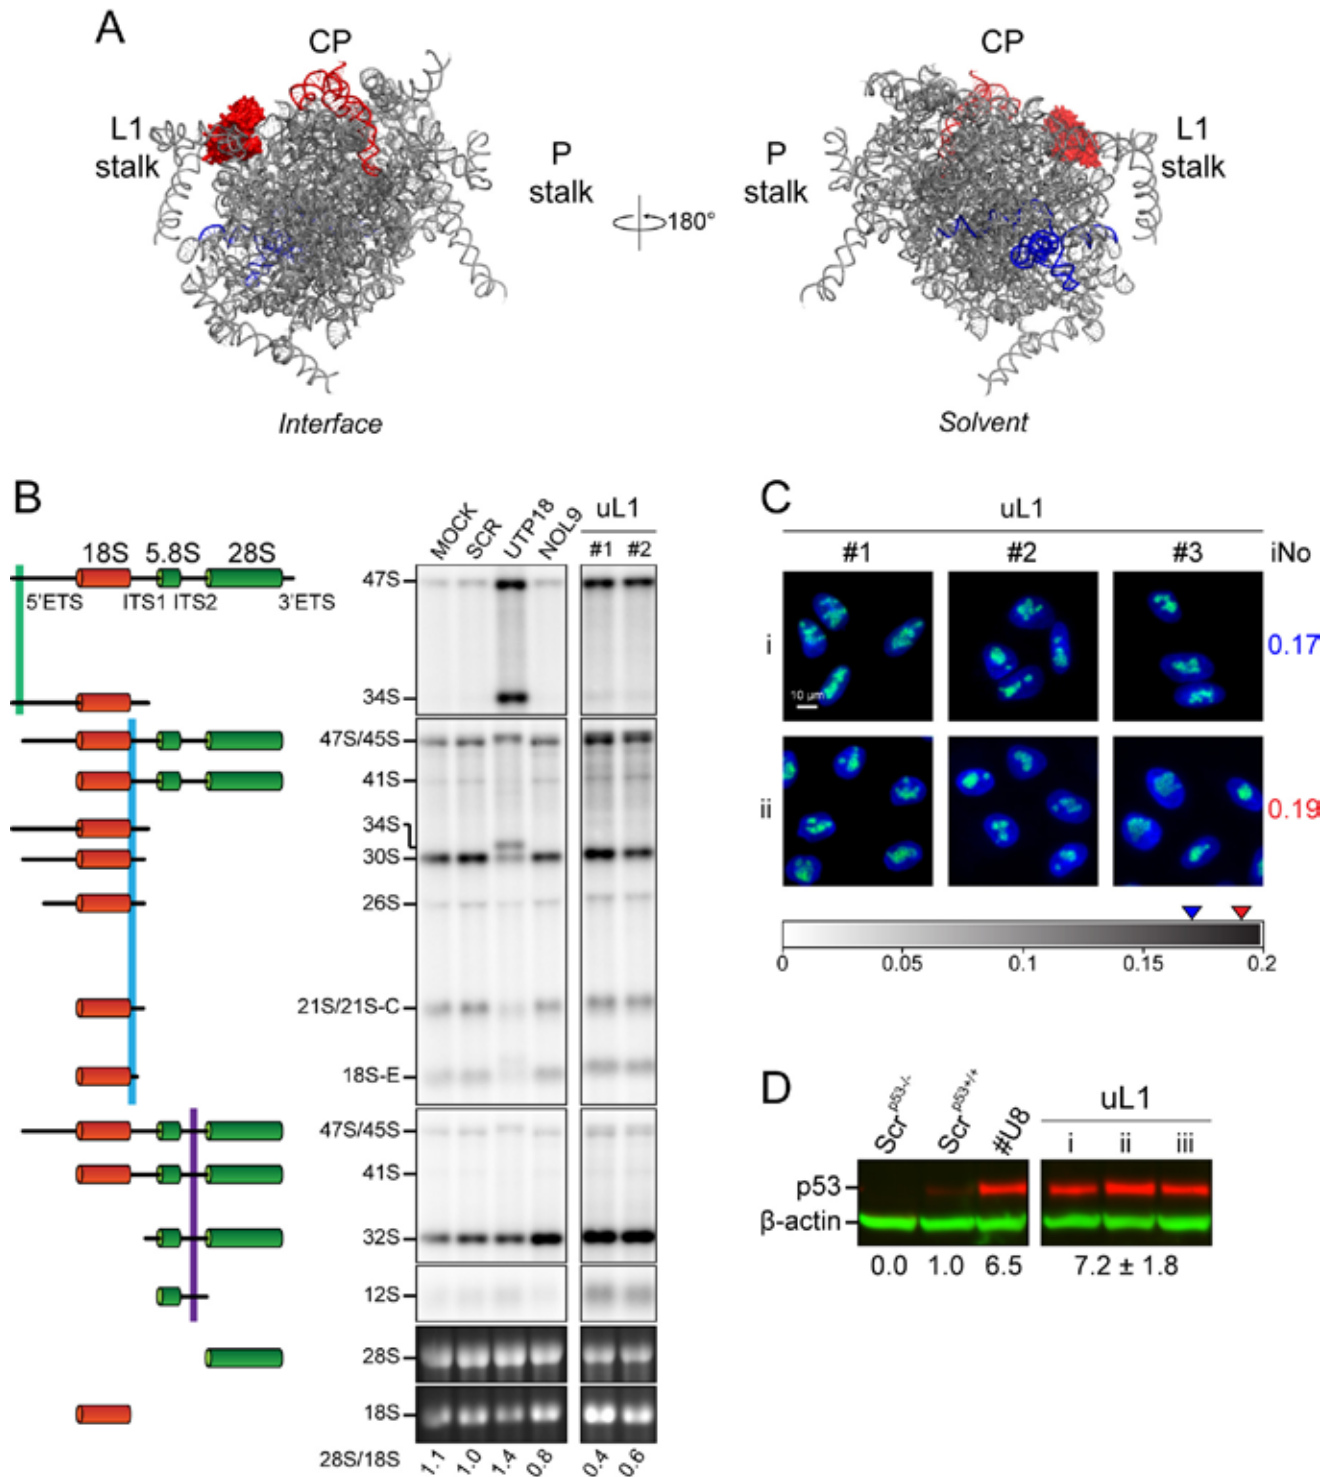 A
CP
CP
L1
stalk
P
stalk
180°
P
stalk
L1
stalk
Interface
Solvent
B
MOCK
SCR
UTP18
NOL9
uL1
#1 #2
18S 5.8S 28S
5'ETS ITS1 ITS2 3'ETS
47S
34S
47S/45S
41S
34S
30S
26S
21S/21S-C
18S-E
47S/45S
41S
32S
12S
28S
18S
28S/18S 1.1 1.0 1.4 0.8 0.4 0.6
C
uL1
#1 #2 #3 iNo
i
10 µm
0.17
ii
0.19
0 0.05 0.1 0.15 0.2
D
Scr p53-/-
Scr p53+/+
#U8
uL1
i ii iii
p53
β-actin
0.0 1.0 6.5 7.2 ± 1.8